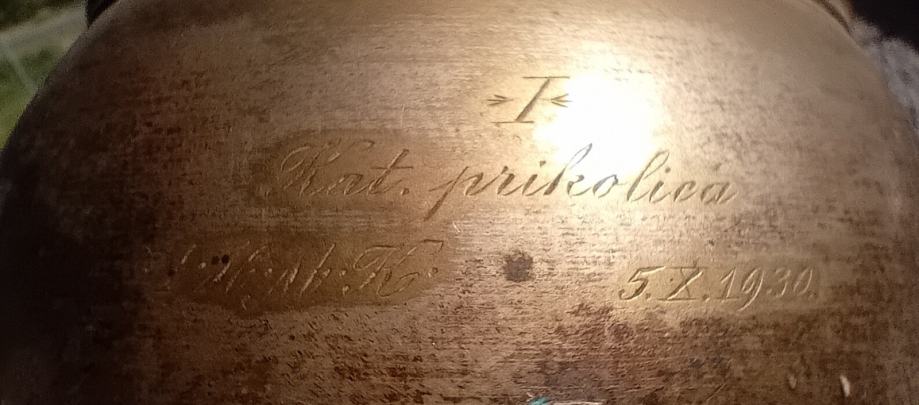 I
Kat. prikolica
5.X.1930.